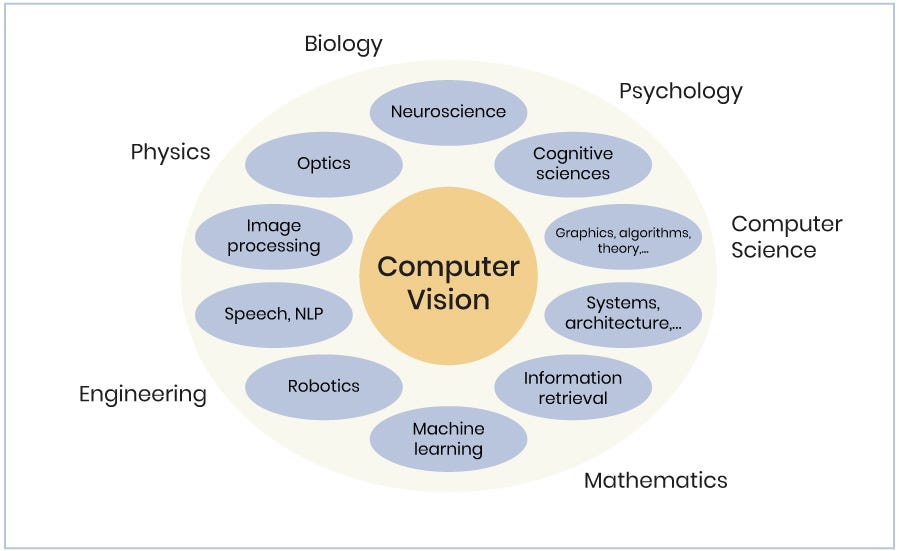 Biology
Psychology
Neuroscience
Physics
Optics
Cognitive
sciences
Image
processing
Graphics, algorithms,
theory,...
Computer
Science
Computer
Vision
Speech, NLP
Systems,
architecture,...
Engineering
Robotics
Information
retrieval
Machine
learning
Mathematics